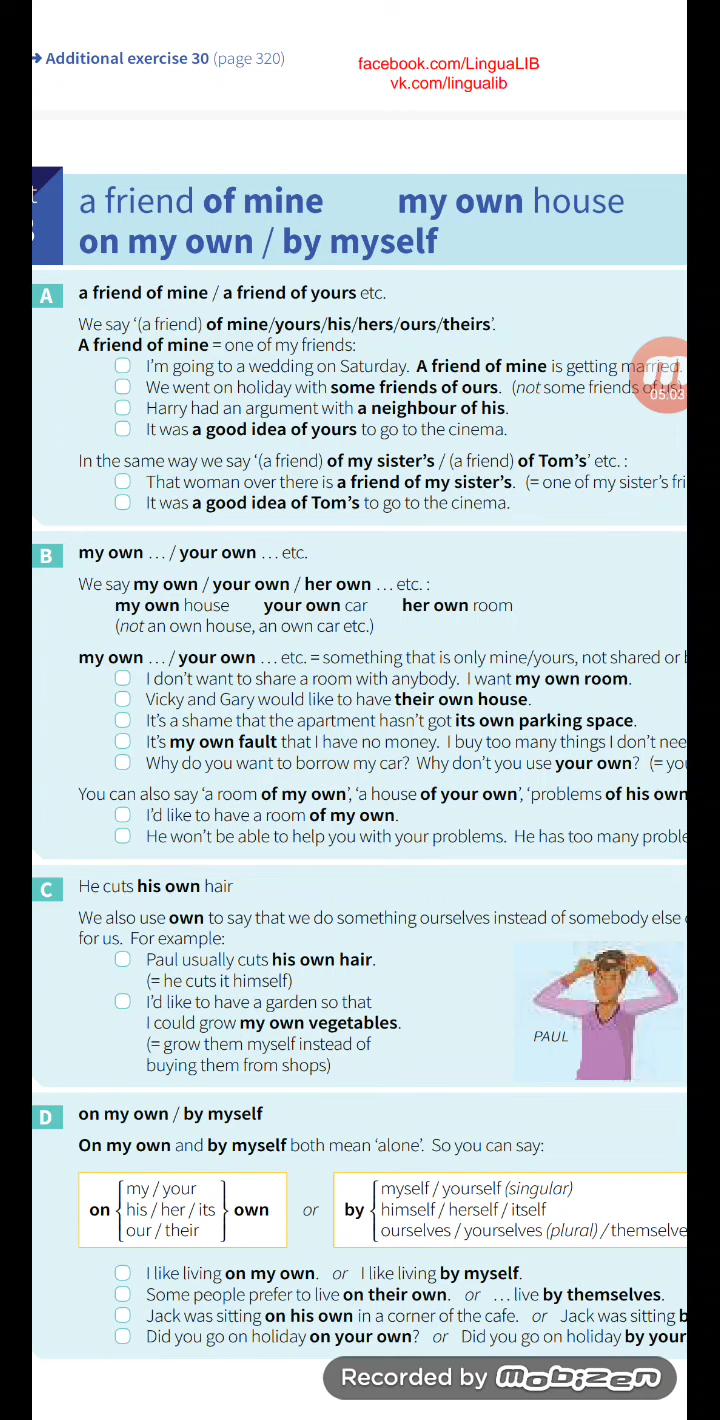 → Additional exercise 30 (page 320)
facebook.com/LinguaLIB
vk.com/lingualib
a friend of mine my own house
on my own / by myself
A a friend of mine / a friend of yours etc.
We say ‘(a friend) of mine/yours/his/hers/ours/theirs’.
A friend of mine = one of my friends:
I’m going to a wedding on Saturday. A friend of mine is getting married.
We went on holiday with some friends of ours. (not some friends of us)
05:03
Harry had an argument with a neighbour of his.
It was a good idea of yours to go to the cinema.
In the same way we say ‘(a friend) of my sister’s / (a friend) of Tom’s’ etc. :
That woman over there is a friend of my sister’s. (= one of my sister’s fri
It was a good idea of Tom’s to go to the cinema.
B my own … / your own … etc.
We say my own / your own / her own … etc. :
my own house your own car her own room
(not an own house, an own car etc.)
my own … / your own … etc. = something that is only mine/yours, not shared or
I don’t want to share a room with anybody. I want my own room.
Vicky and Gary would like to have their own house.
It’s a shame that the apartment hasn’t got its own parking space.
It’s my own fault that I have no money. I buy too many things I don’t nee
Why do you want to borrow my car? Why don’t you use your own? (= you
You can also say ‘a room of my own’, ‘a house of your own’, ‘problems of his own
I’d like to have a room of my own.
He won’t be able to help you with your problems. He has too many proble
C He cuts his own hair
We also use own to say that we do something ourselves instead of somebody else
for us. For example:
Paul usually cuts his own hair.
(= he cuts it himself)
I’d like to have a garden so that
I could grow my own vegetables.
(= grow them myself instead of
buying them from shops)
PAUL
D on my own / by myself
On my own and by myself both mean ‘alone’. So you can say:
my / your
on his / her / its own
our / their
or
myself / yourself (singular)
by himself / herself / itself
ourselves / yourselves (plural) / themselve
I like living on my own. or I like living by myself.
Some people prefer to live on their own. or … live by themselves.
Jack was sitting on his own in a corner of the cafe. or Jack was sitting b
Did you go on holiday on your own? or Did you go on holiday by your
Recorded by mobizen